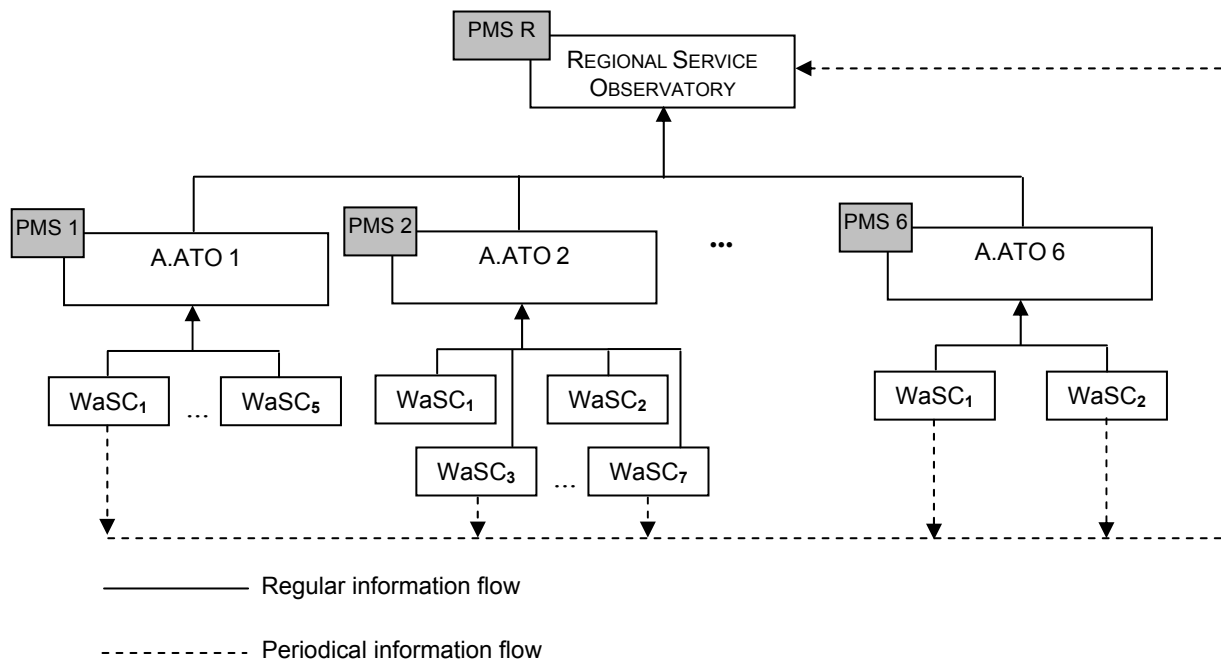 PMS R
REGIONAL SERVICE
OBSERVATORY
PMS 1
A.ATO 1
PMS 2
A.ATO 2
...
PMS 6
A.ATO 6
WaSC1
...
WaSC5
WaSC1
WaSC2
WaSC3
...
WaSC7
WaSC1
WaSC2
Regular information flow
Periodical information flow